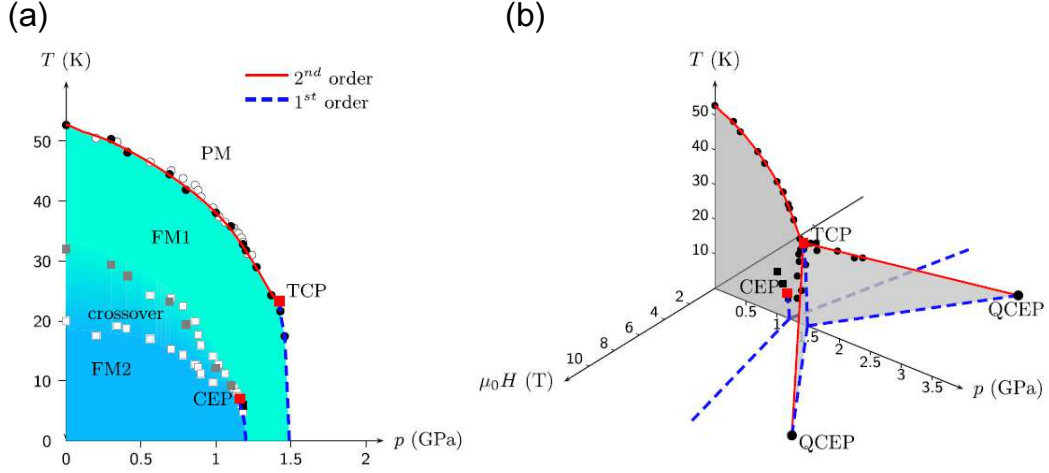 (a)
T (K)
2nd order
1st order
PM
FM1
TCP
crossover
FM2
CEP
50
40
30
20
10
0
0
0.5
1
1.5
2
p (GPa)
(b)
T (K)
50
40
30
20
10
TCP
CEP
QCEP
2
4
6
8
10
μ0H (T)
0.5
1
1.5
2
2.5
3
3.5
p (GPa)
QCEP